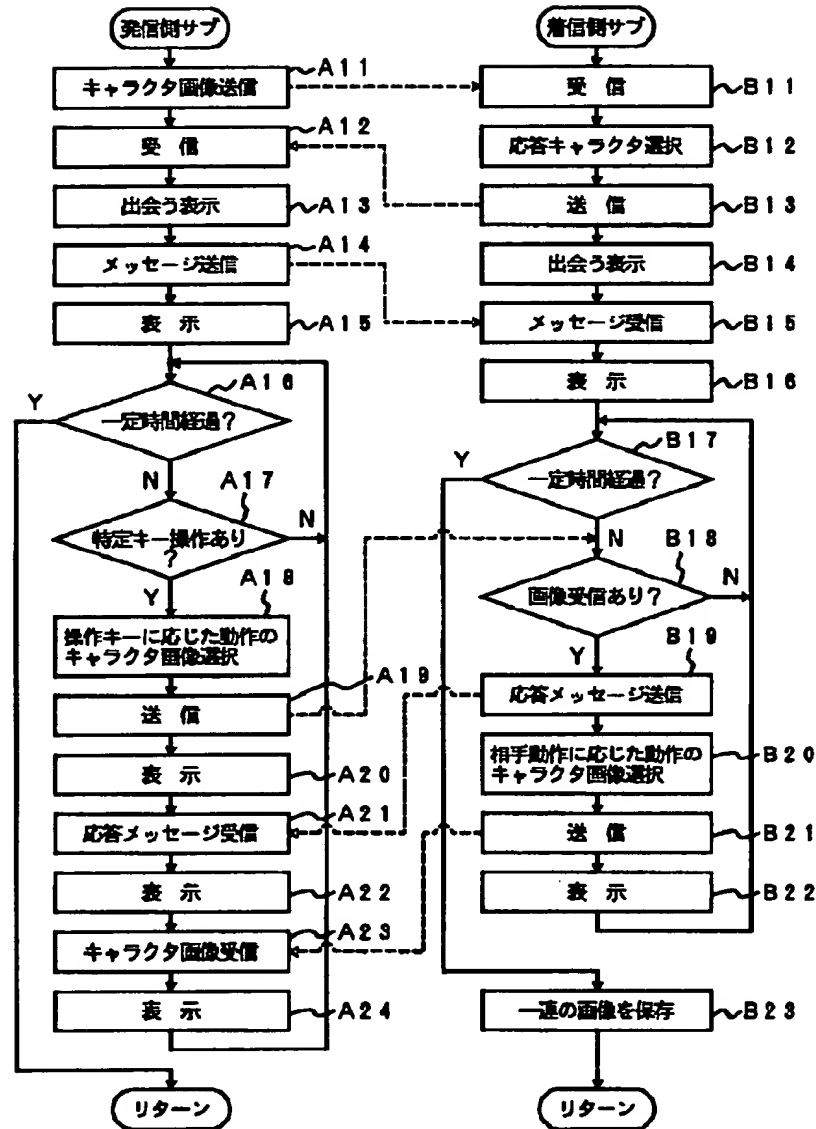 発信側サブ
キャラクタ画像送信
A11
受信
A12
出会う表示
A13
メッセージ送信
A14
表示
A15
一定時間経過?
A16
Y
N
特定キー操作あり
?
A17
N
Y
操作キーに応じた動作の
キャラクタ画像選択
A18
送信
A19
表示
A20
応答メッセージ受信
A21
表示
A22
キャラクタ画像受信
A23
表示
A24
リターン
着信側サブ
受信
B11
応答キャラクタ選択
B12
送信
B13
出会う表示
B14
メッセージ受信
B15
表示
B16
一定時間経過?
B17
Y
N
画像受信あり?
B18
N
Y
応答メッセージ送信
B19
相手動作に応じた動作の
キャラクタ画像選択
B20
送信
B21
表示
B22
一連の画像を保存
B23
リターン